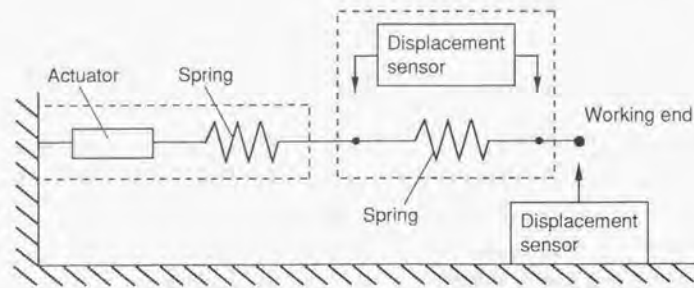 Displacement
sensor
Actuator
Spring
Working end
Spring
Displacement
sensor